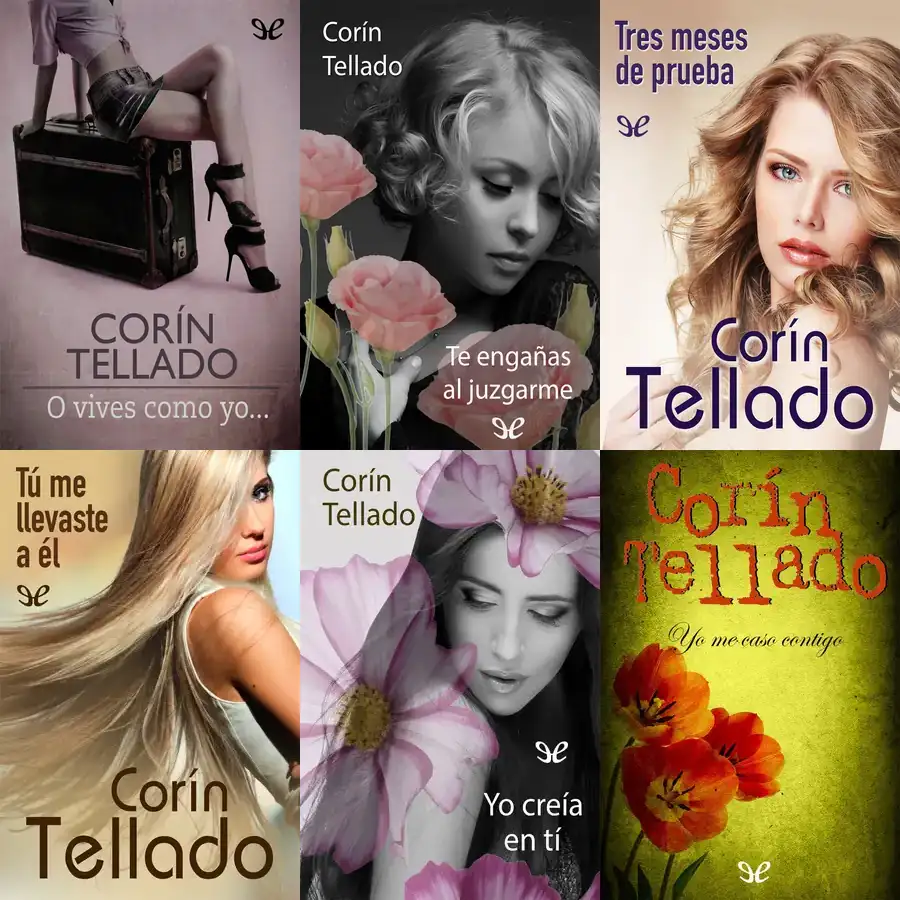 CORÍN
TELLADO
O vives como yo...
Corín
Tellado
Te engañas
al juzgarme
Tres meses
de prueba
Corín
Tellado
Tú me
llevaste
a él
Corín
Tellado
Corín
Tellado
Yo creía
en tí
Corín
Tellado
Yo me caso contigo